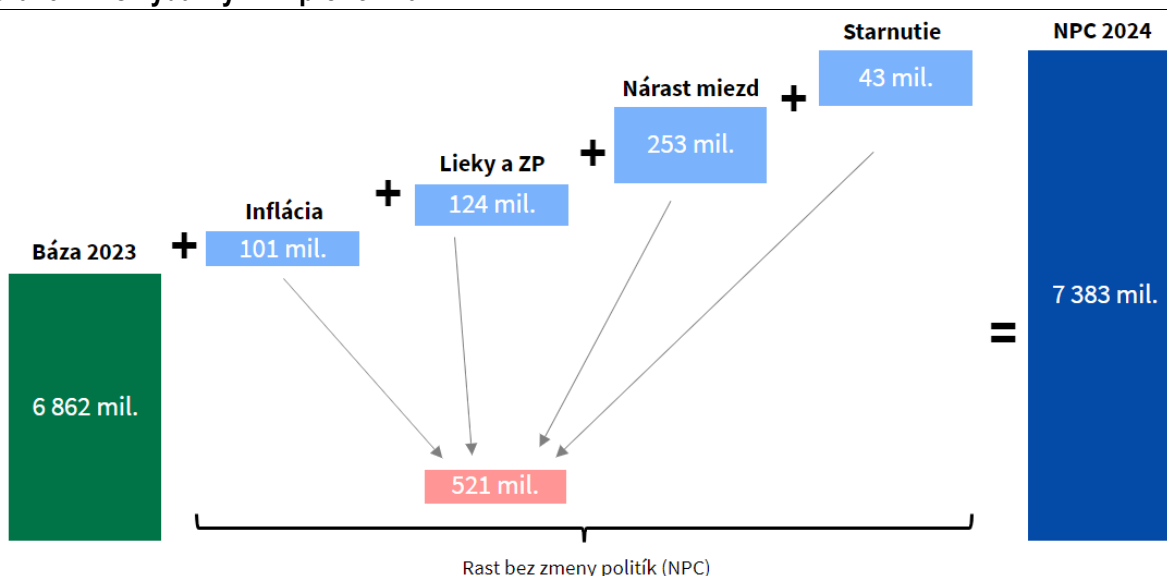 Starnutie
NPC 2024
43 mil.
Nárast miezd
+
253 mil.
+
Lieky a ZP
+
124 mil.
Inflácia
+
101 mil.
Báza 2023
7 383 mil.
=
6 862 mil.
521 mil.
Rast bez zmeny politík (NPC)